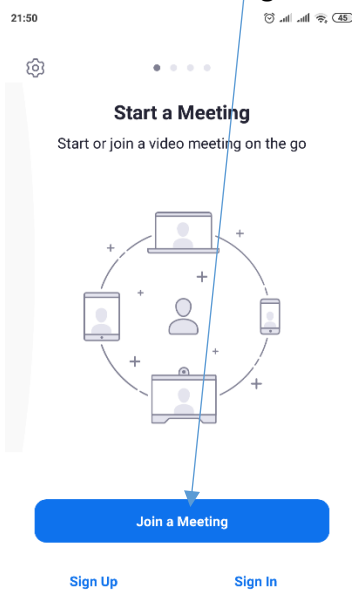 21:50
45
Start a Meeting
Start or join a video meeting on the go
Join a Meeting
Sign Up
Sign In